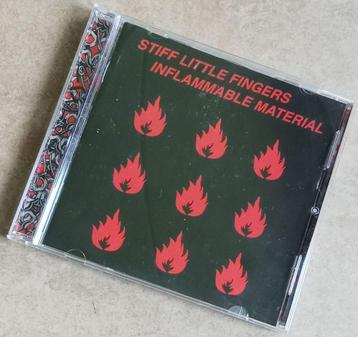 STIFF LITTLE FINGERS
INFLAMMABLE MATERIAL